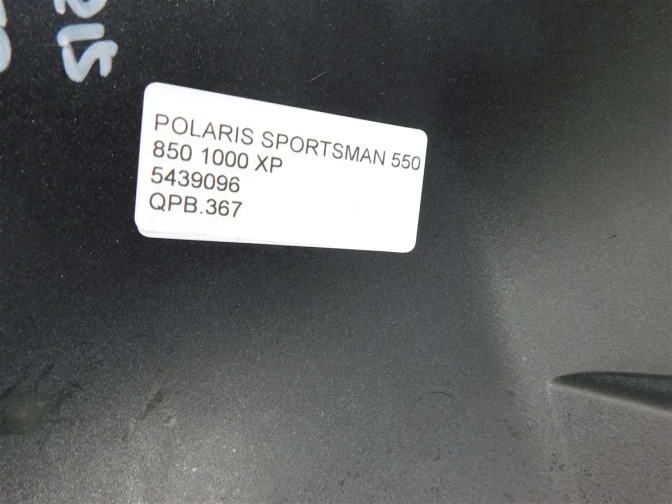 POLARIS SPORTSMAN 550
850 1000 XP
5439096
QPB.367